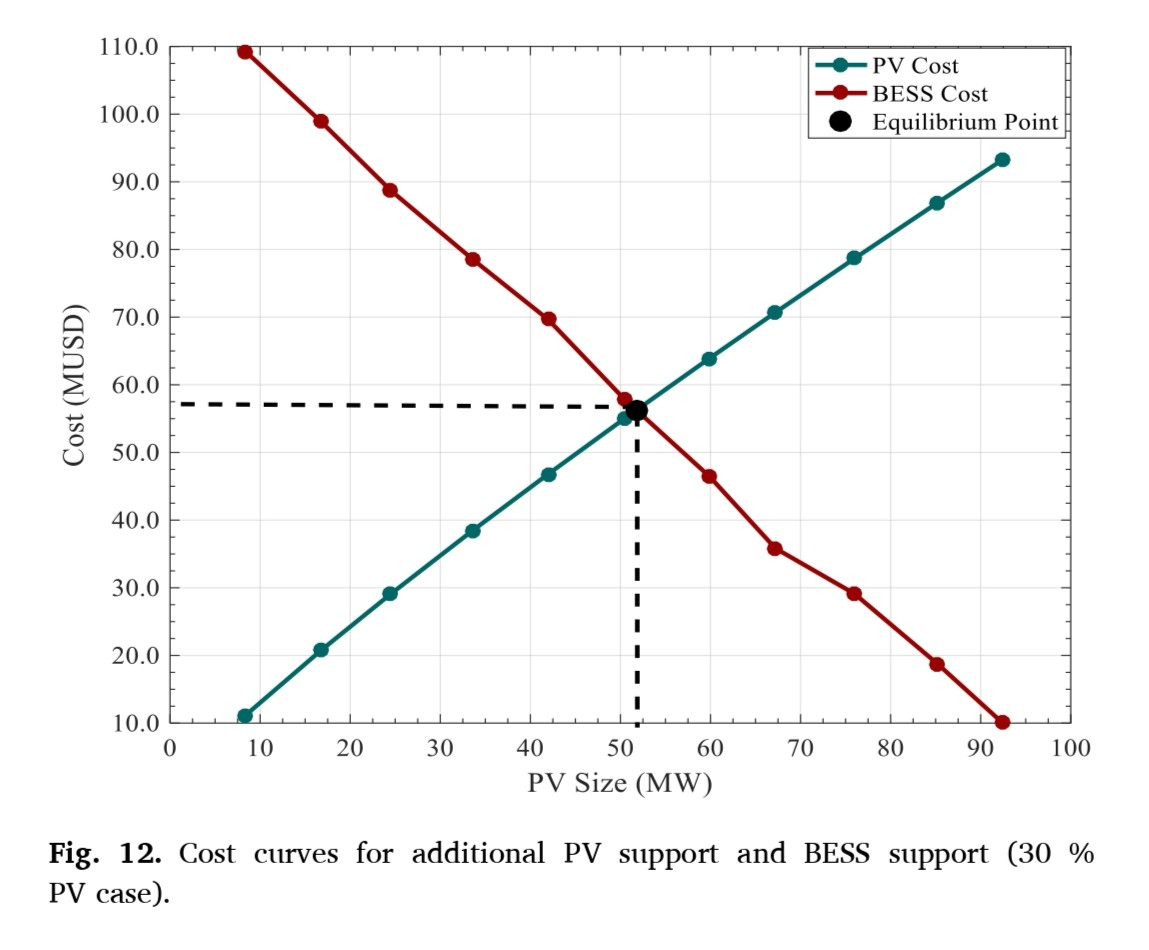 110.0
100.0
90.0
80.0
70.0
60.0
50.0
40.0
30.0
20.0
10.0
Cost (MUSD)
PV Cost
BESS Cost
Equilibrium Point
0 10 20 30 40 50 60 70 80 90 100
PV Size (MW)
Fig. 12. Cost curves for additional PV support and BESS support (30 %
PV case).